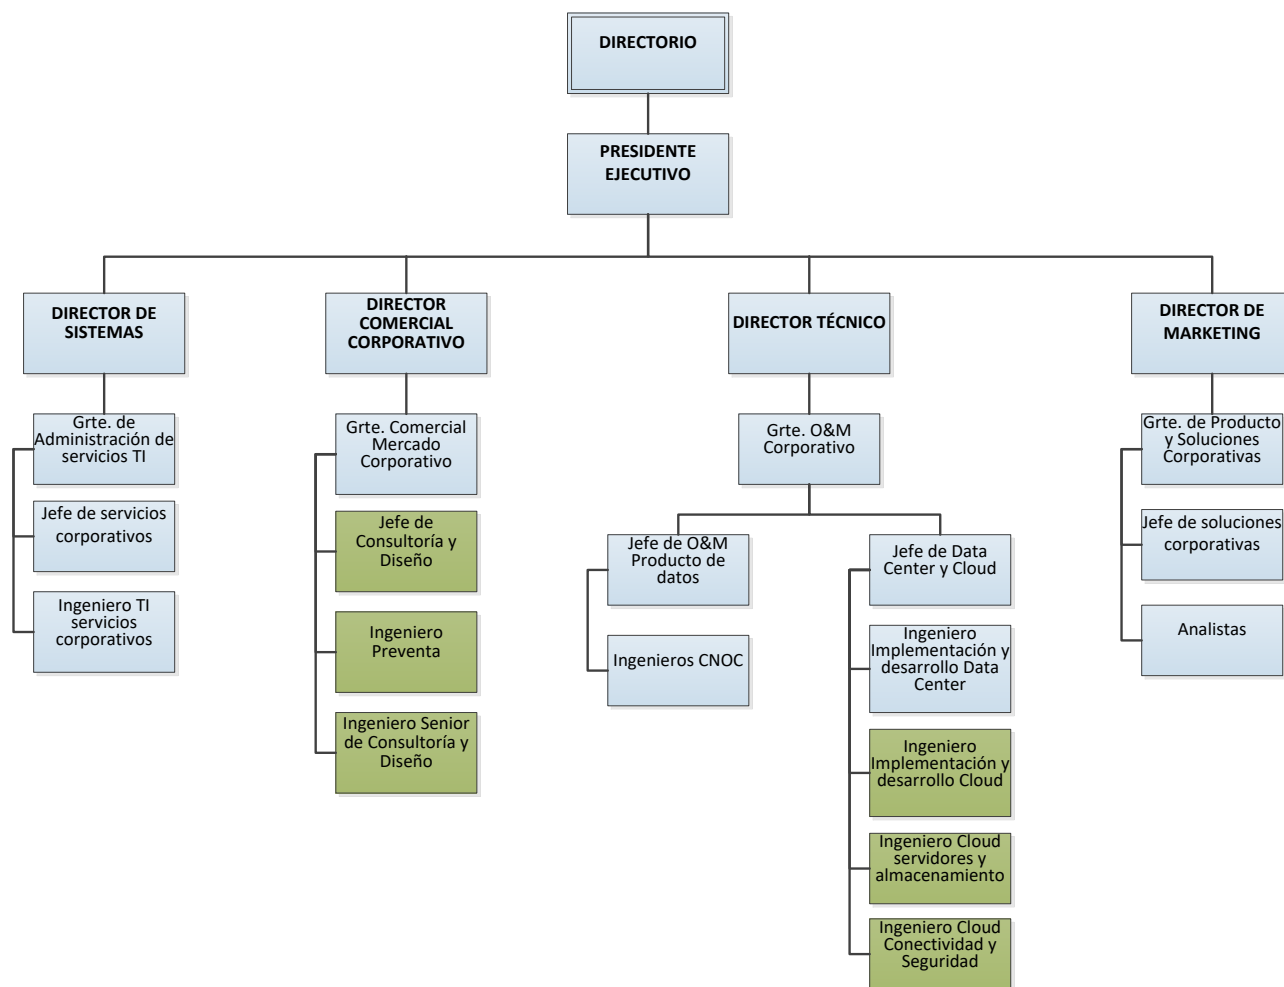 DIRECTORIO
PRESIDENTE
EJECUTIVO
DIRECTOR DE
SISTEMAS
DIRECTOR
COMERCIAL
CORPORATIVO
DIRECTOR TÉCNICO
DIRECTOR DE
MARKETING
Grte. de
Administración de
servicios TI
Jefe de servicios
corporativos
Ingeniero TI
servicios
corporativos
Grte. Comercial
Mercado
Corporativo
Jefe de
Consultoría y
Diseño
Ingeniero
Preventa
Ingeniero Senior
de Consultoría y
Diseño
Grte. O&M
Corporativo
Jefe de O&M
Producto de
datos
Ingenieros CNOC
Jefe de Data
Center y Cloud
Ingeniero
Implementación y
desarrollo Data
Center
Ingeniero
Implementación y
desarrollo Cloud
Ingeniero Cloud
servidores y
almacenamiento
Ingeniero Cloud
Conectividad y
Seguridad
Grte. de Producto
y Soluciones
Corporativas
Jefe de soluciones
corporativas
Analistas